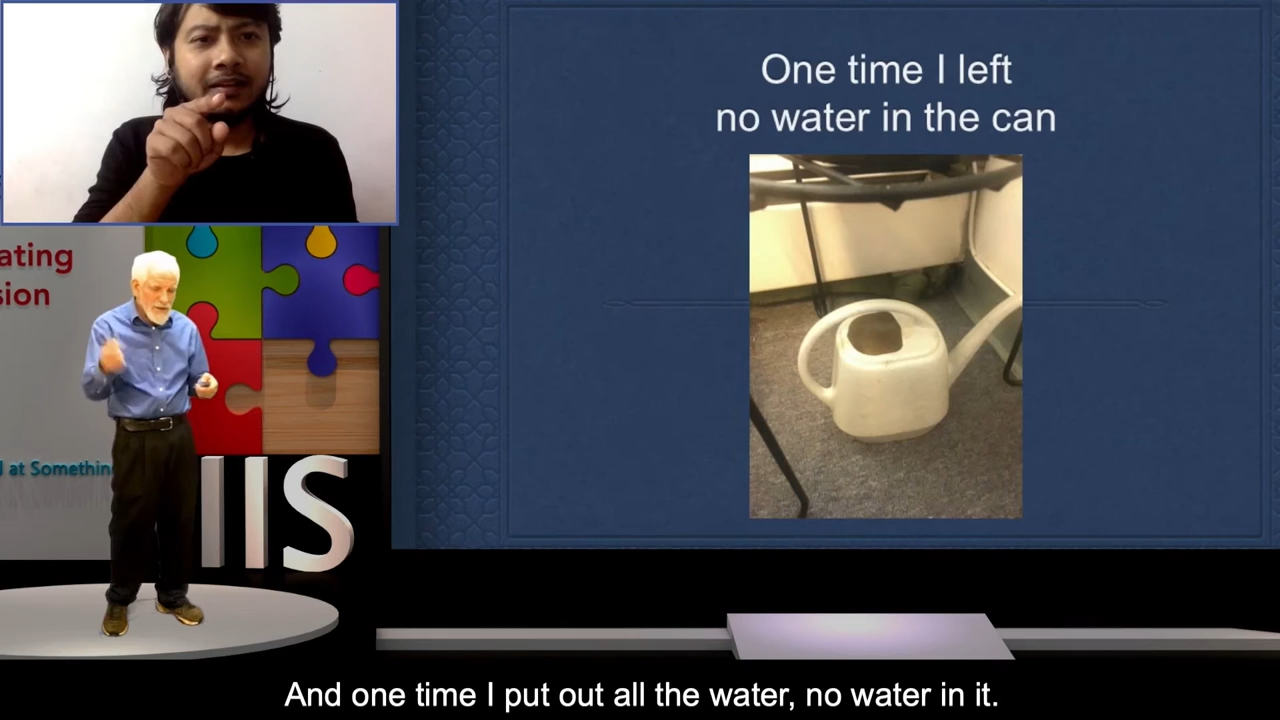 One time I left
no water in the can
ating
sion
at Somethin
IIS
And one time I put out all the water, no water in it.